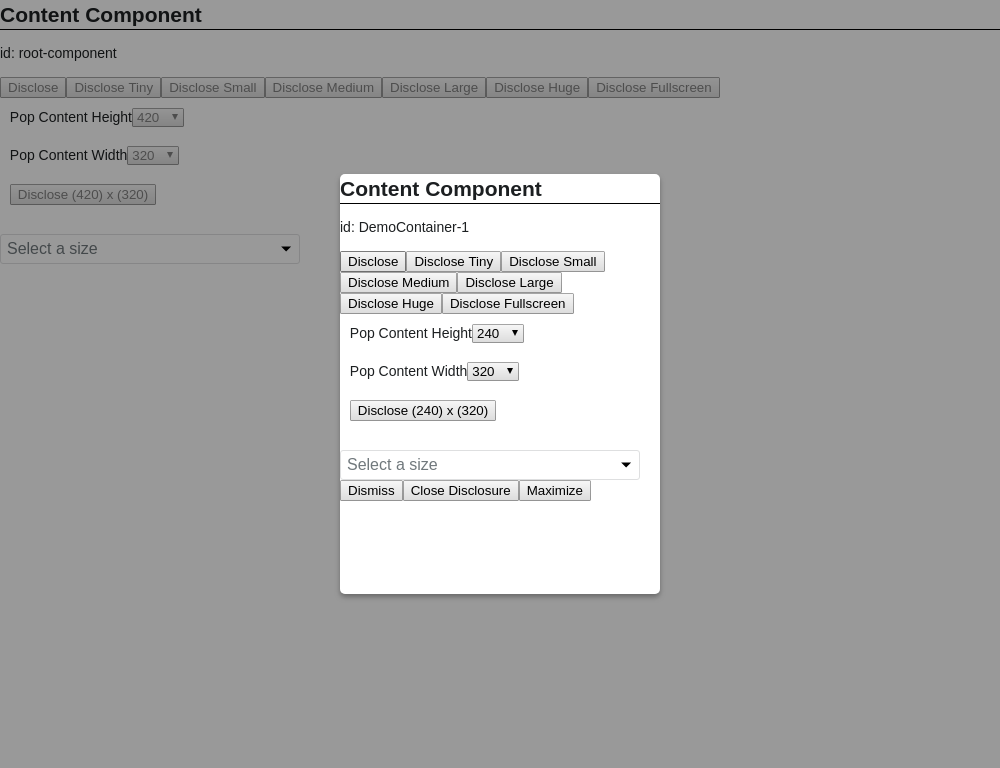 Content Component
id: root-component
Disclose Disclose Tiny Disclose Small Disclose Medium Disclose Large Disclose Huge Disclose Fullscreen
Pop Content Height 420
Pop Content Width 320
Disclose (420) x (320)
Select a size
Content Component
id: DemoContainer-1
Disclose Disclose Tiny Disclose Small
Disclose Medium Disclose Large
Disclose Huge Disclose Fullscreen
Pop Content Height 240
Pop Content Width 320
Disclose (240) x (320)
Select a size
Dismiss Close Disclosure Maximize